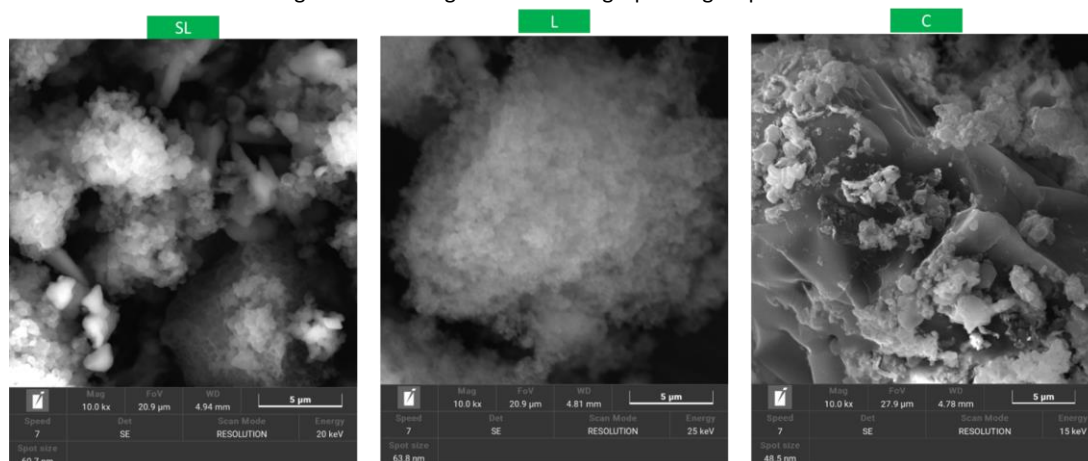 SL
L
C
Mag FoV WD
10.0 kx 20.9 µm 4.94 mm 5 µm
Speed Det Scan Mode Energy
7 SE RESOLUTION 20 keV
Spot size
Mag FoV WD
10.0 kx 20.9 µm 4.81 mm 5 µm
Speed Det Scan Mode Energy
7 SE RESOLUTION 25 keV
Spot size
63.8 nm
Mag FoV WD
10.0 kx 27.9 µm 4.78 mm 5 µm
Speed Det Scan Mode Energy
7 SE RESOLUTION 15 keV
Spot size
48.5 nm